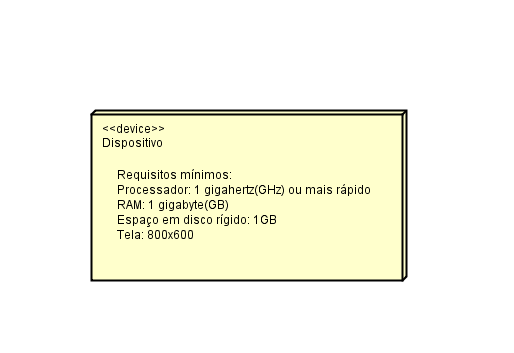 <<device>>
Dispositivo
Requisitos mínimos:
Processador: 1 gigahertz(GHz) ou mais rápido
RAM: 1 gigabyte(GB)
Espaço em disco rígido: 1GB
Tela: 800x600